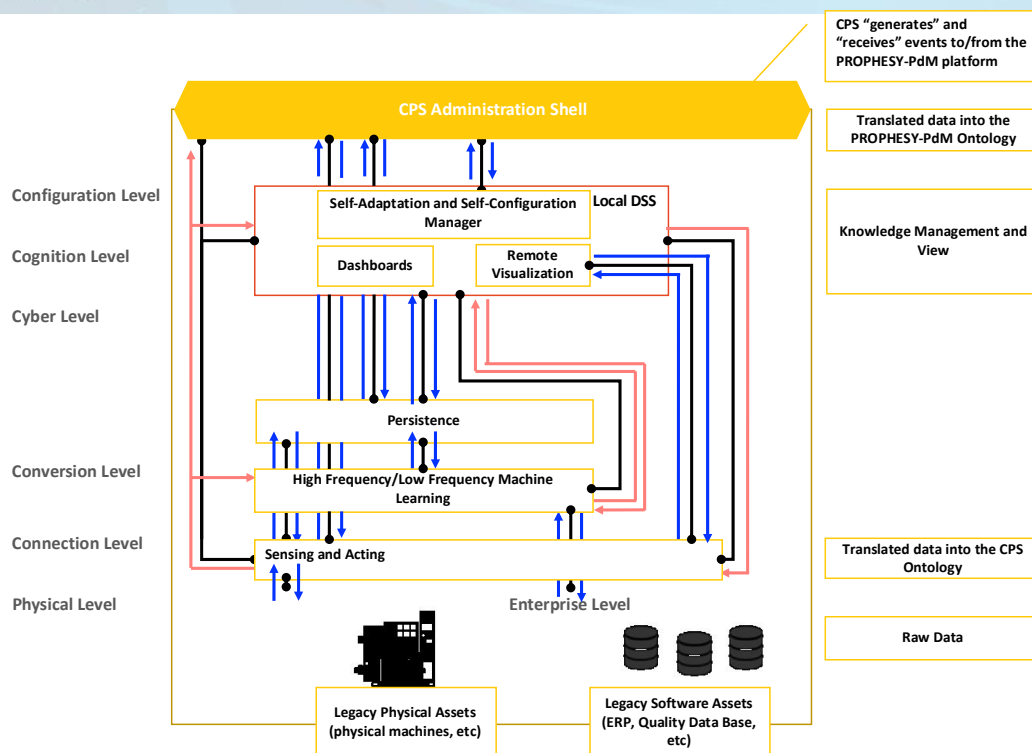 CPS “generates” and
“receives” events to/from the
PROPHESY-PdM platform
CPS Administration Shell
Translated data into the
PROPHESY-PdM Ontology
Configuration Level
Self-Adaptation and Self-Configuration
Manager
Local DSS
Knowledge Management and
View
Cognition Level
Dashboards
Remote
Visualization
Cyber Level
Persistence
Conversion Level
High Frequency/Low Frequency Machine
Learning
Connection Level
Sensing and Acting
Translated data into the CPS
Ontology
Physical Level
Enterprise Level
Raw Data
Legacy Physical Assets
(physical machines, etc)
Legacy Software Assets
(ERP, Quality Data Base,
etc)